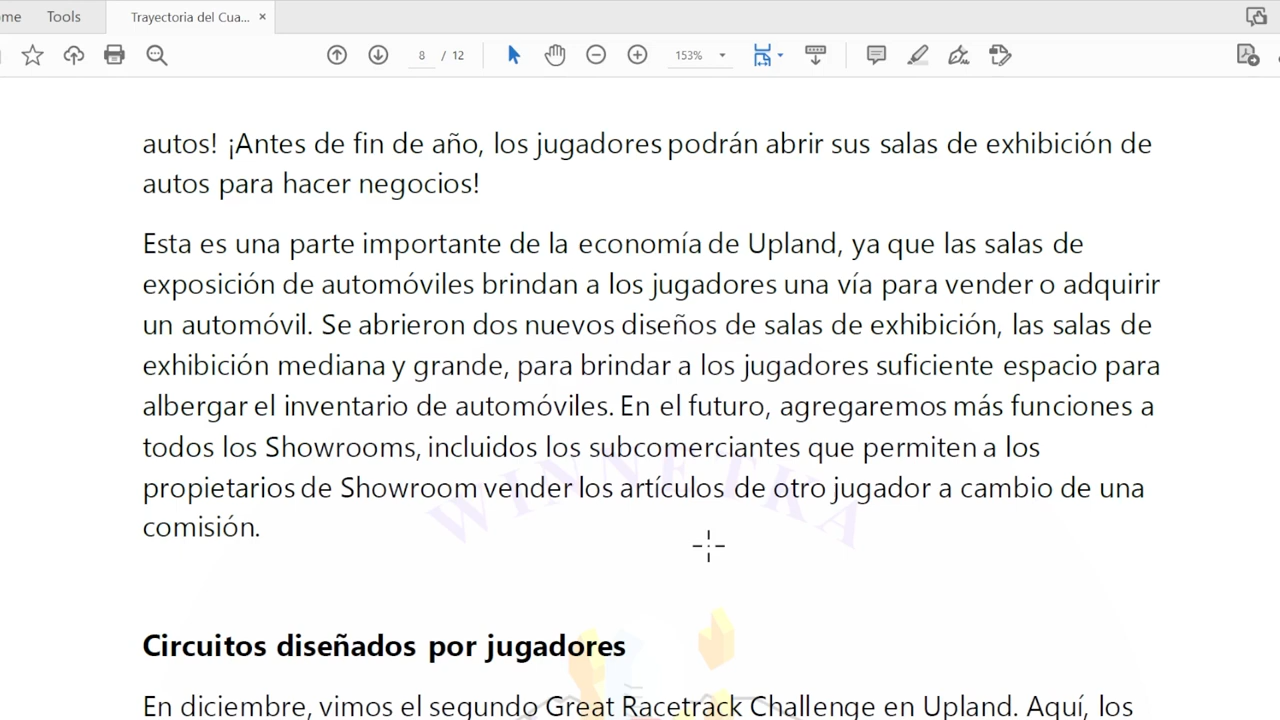 ome Tools Trayectoria del Cua... ×
8 / 12 153%
autos! ¡Antes de fin de año, los jugadores podrán abrir sus salas de exhibición de
autos para hacer negocios!
Esta es una parte importante de la economía de Upland, ya que las salas de
exposición de automóviles brindan a los jugadores una vía para vender o adquirir
un automóvil. Se abrieron dos nuevos diseños de salas de exhibición, las salas de
exhibición mediana y grande, para brindar a los jugadores suficiente espacio para
albergar el inventario de automóviles. En el futuro, agregaremos más funciones a
todos los Showrooms, incluidos los subcomerciantes que permiten a los
propietarios de Showroom vender los artículos de otro jugador a cambio de una
comisión.
WINNETKA
Circuitos diseñados por jugadores
En diciembre, vimos el segundo Great Racetrack Challenge en Upland. Aquí, los